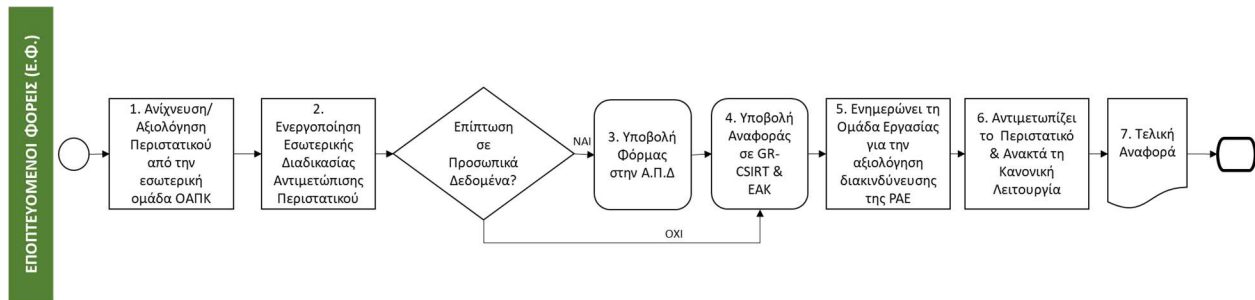 ΕΠΟΠΤΕΥΟΜΕΝΟΙ ΦΟΡΕΙΣ (Ε.Φ.)
1. Ανίχνευση/
Αξιολόγηση
Περιστατικού
από την
εσωτερική
ομάδα ΟΑΠΚ
2.
Ενεργοποίηση
Εσωτερικής
Διαδικασίας
Αντιμετώπισης
Περιστατικού
Επίπτωση
σε
Προσωπικά
Δεδομένα?
ΝΑΙ
ΟΧΙ
3. Υποβολή
Φόρμας
στην Α.Π.Δ
4. Υποβολή
Αναφοράς
σε GR-
CSIRT &
ΕΑΚ
5. Ενημερώνει τη
Ομάδα Εργασίας
για την
αξιολόγηση
διακινδύνευσης
της ΡΑΕ
6. Αντιμετωπίζει
το Περιστατικό
& Ανακτά τη
Κανονική
Λειτουργία
7. Τελική
Αναφορά